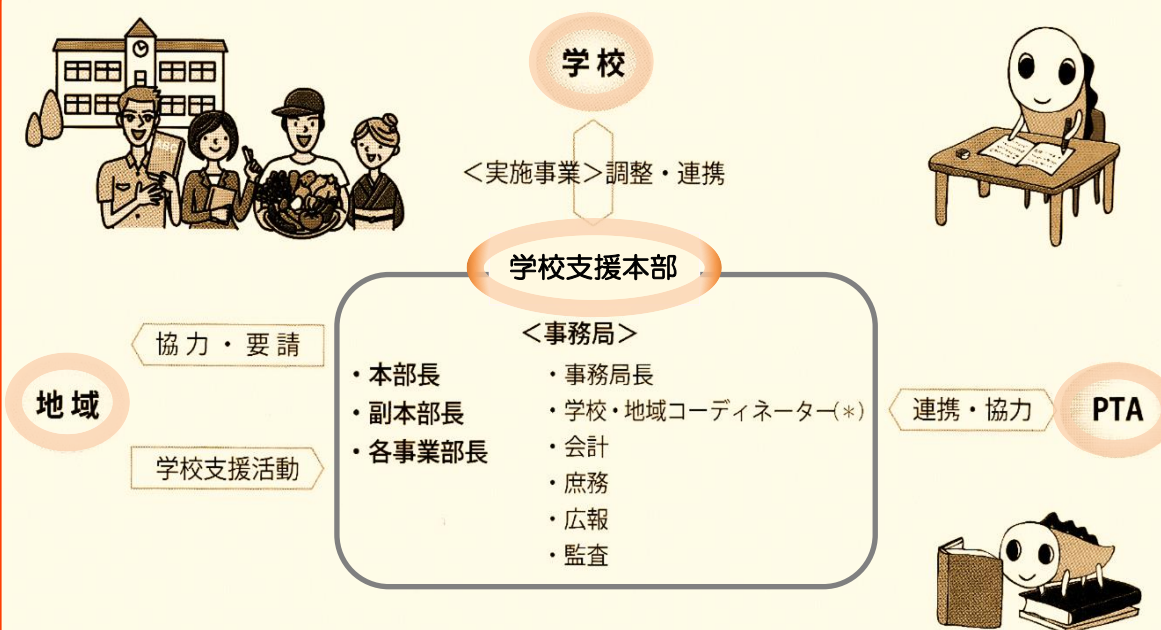 学校
＜実施事業＞調整・連携
学校支援本部
＜事務局＞
・本部長
・副本部長
・各事業部長
・事務局長
・学校・地域コーディネーター(＊)
・会計
・庶務
・広報
・監査
協力・要請
地域
学校支援活動
連携・協力
PTA
ABC